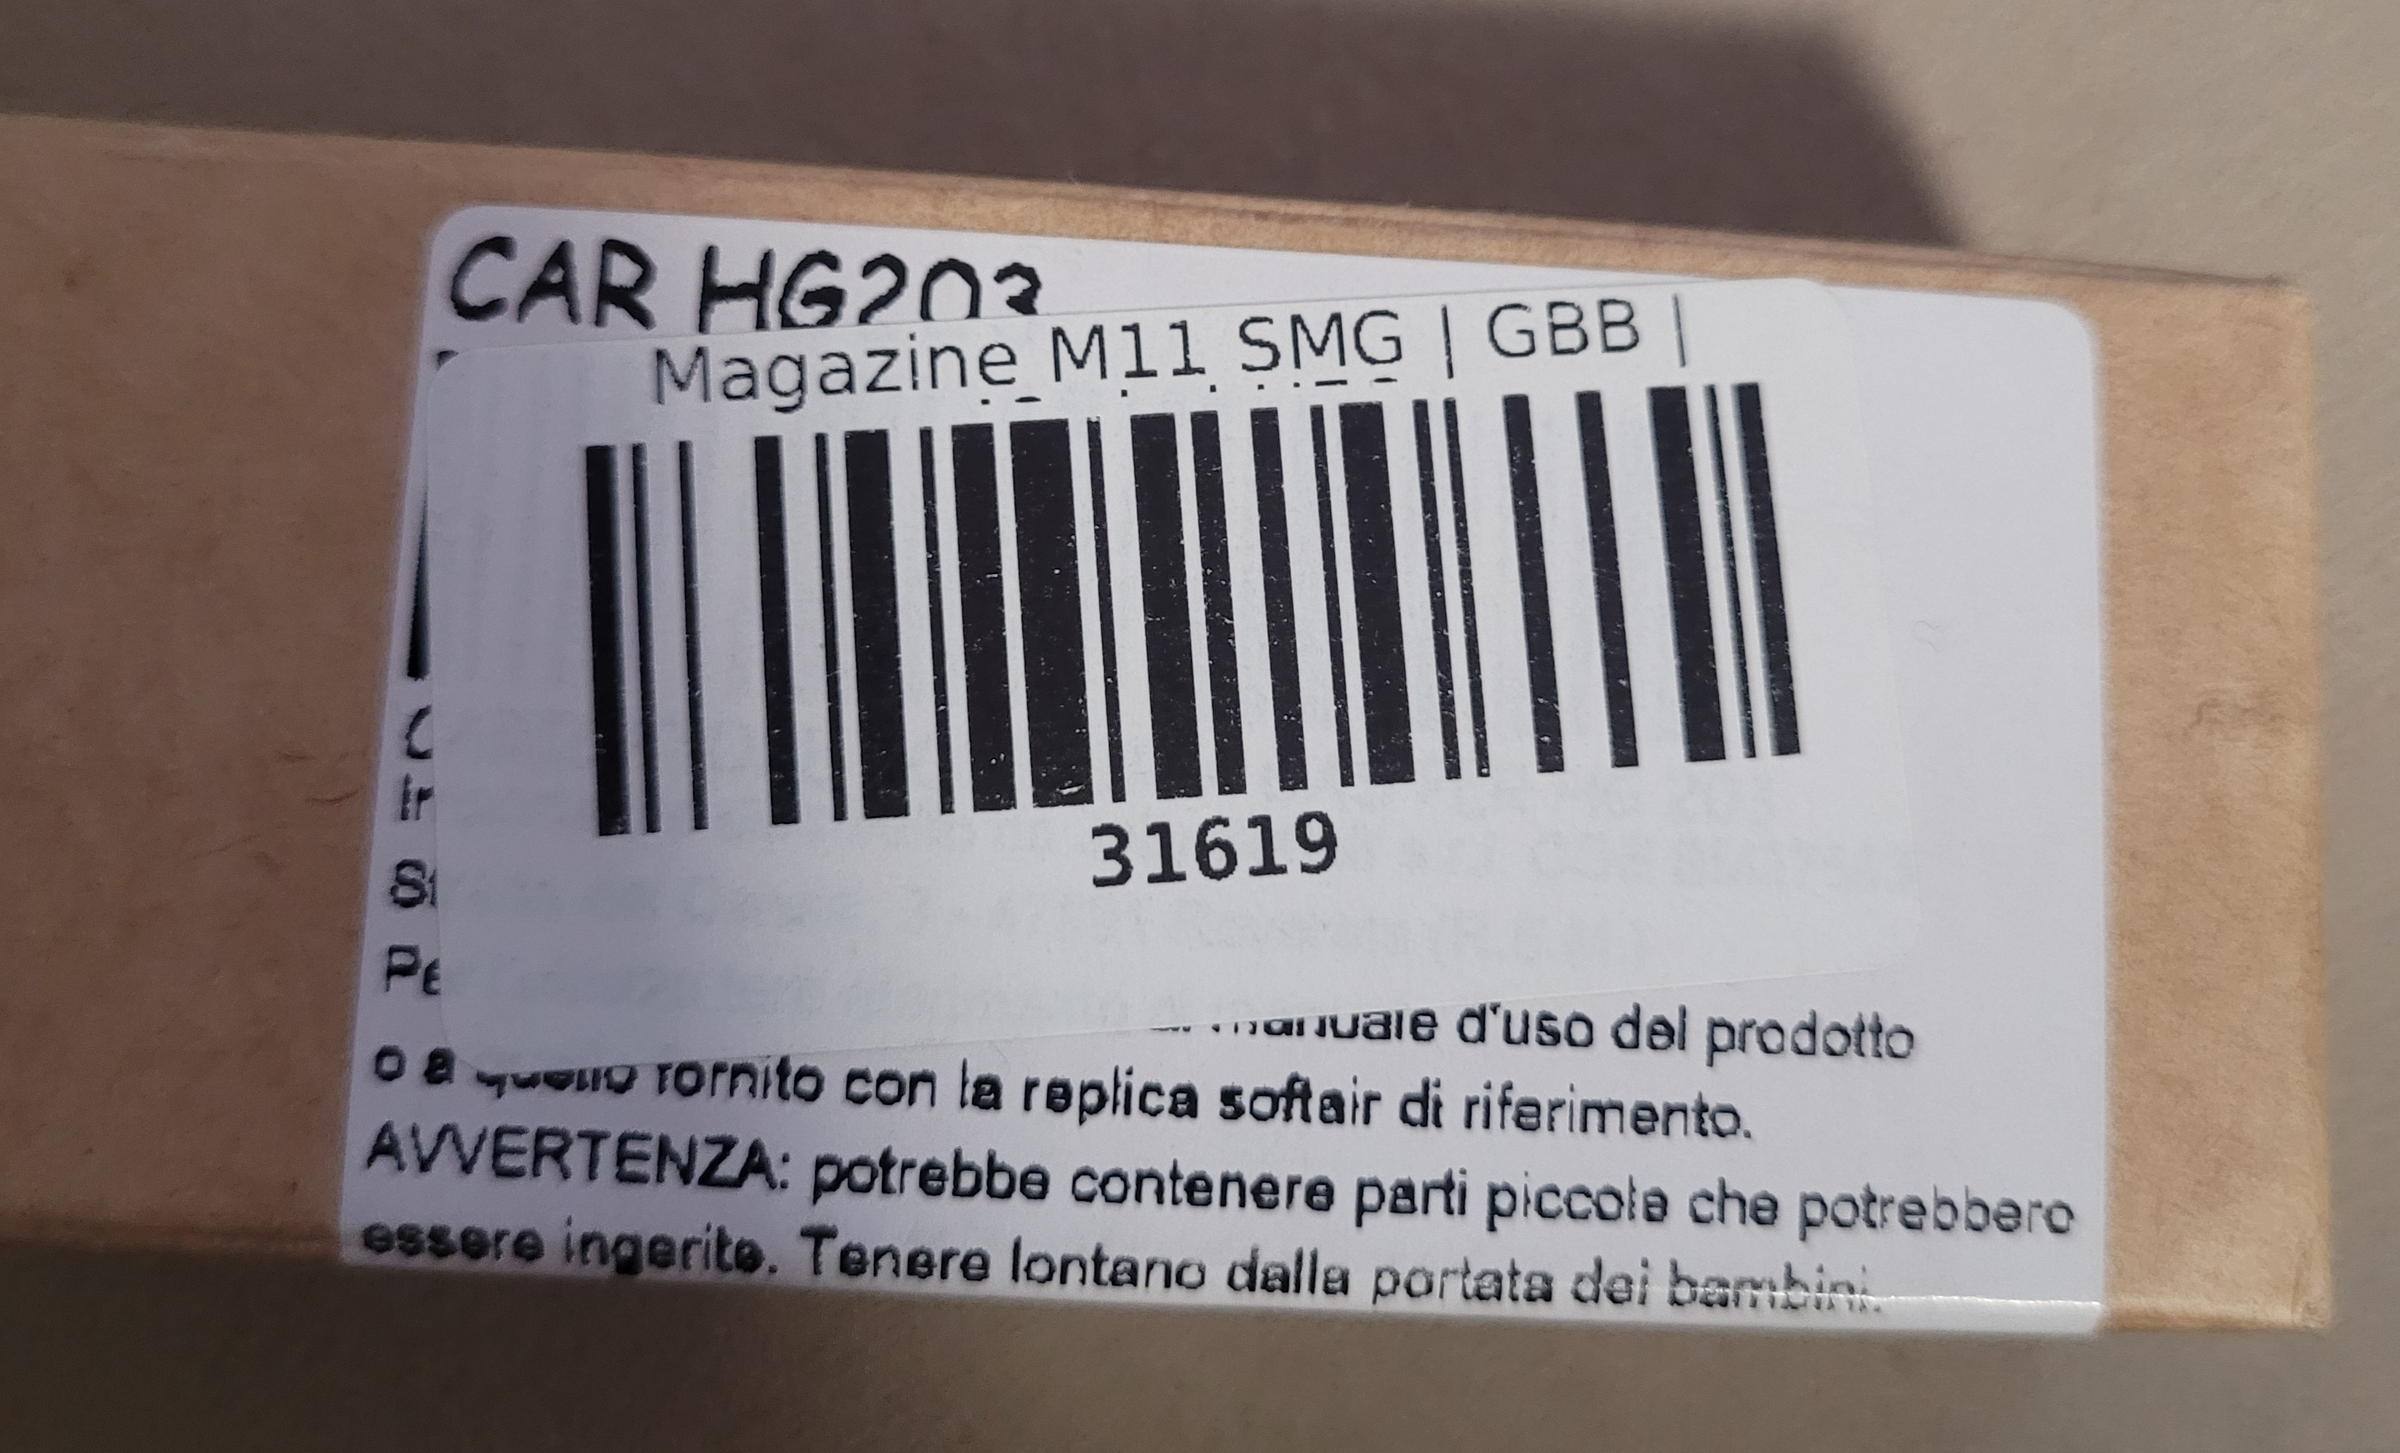 CAR HG203
Magazine M11 SMG | GBB |
31619
manuale d'uso del prodotto
o a quello fornito con la replica softair di riferimento.
AVVERTENZA: potrebbe contenere parti piccole che potrebbero
essere ingerite. Tenere lontano dalla portata dei bambini.